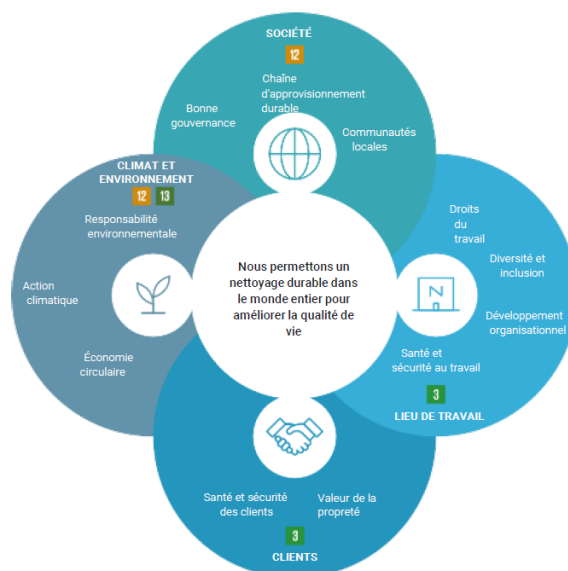 SOCIÉTÉ
12
Chaîne
d'approvisionnement
durable
Bonne
gouvernance
Communautés
locales
CLIMAT ET
ENVIRONNEMENT
12 13
Responsabilité
environnementale
Action
climatique
Économie
circulaire
Nous permettons un
nettoyage durable dans
le monde entier pour
améliorer la qualité de
vie
Droits
du
travail
Diversité et
inclusion
N
Développement
organisationnel
Santé et
sécurité au travail
3
LIEU DE TRAVAIL
Santé et sécurité
des clients
Valeur de la
propreté
3
CLIENTS